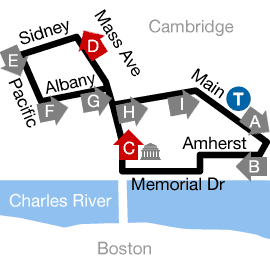 Sidney
Cambridge
Mass Ave
D
E
Main
Pacific
Albany
T
F
G
H
I
A
C
Amherst
B
Memorial Dr
Charles River
Boston